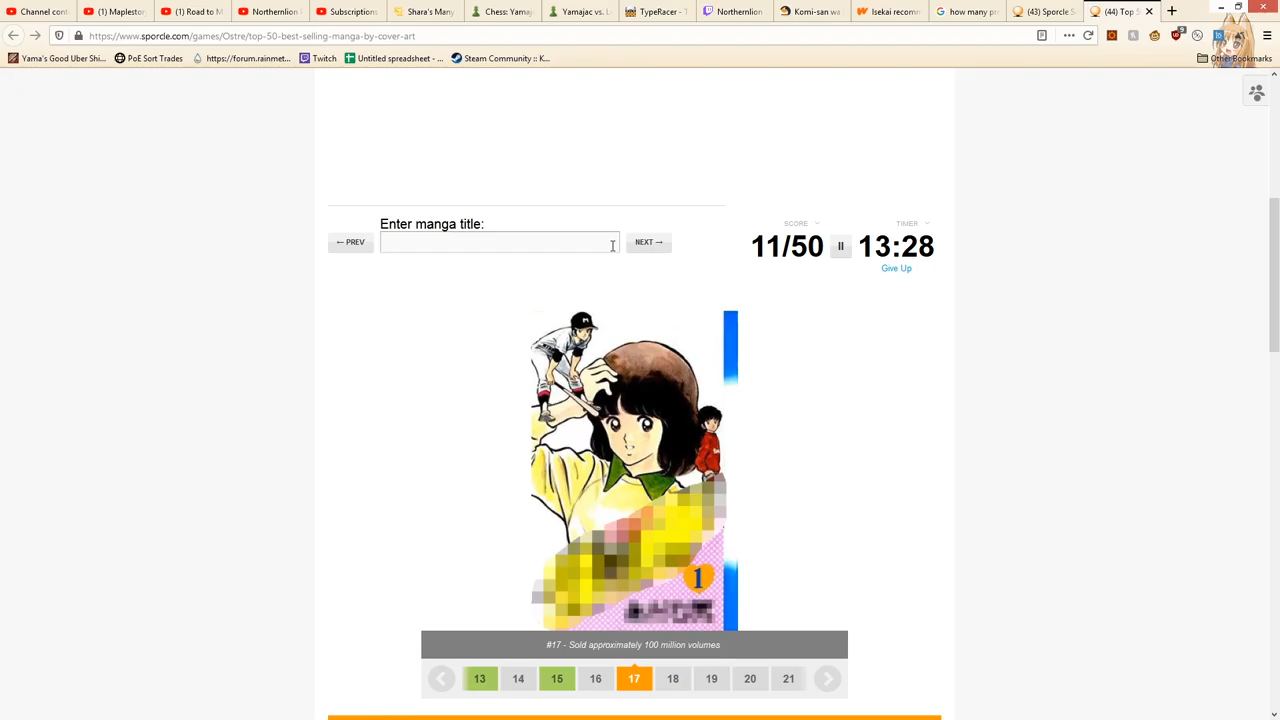 Channel cont
(1) Mapleston
(1) Road to M
Northernlion
Subscriptions
Shara's Many
Chess: Yamaj
Yamajac vs. L
TypeRacer - T
Northernlion
Komi-san wa
Isekai recomm
how many pr
(43) Sporcle S
(44) Top 5
https://www.sporcle.com/games/Ostre/top-50-best-selling-manga-by-cover-art
Yama's Good Uber Shi...
PoE Sort Trades
https://forum.rainmet...
Twitch
Untitled spreadsheet - ...
Steam Community :: K...
Other Bookmarks
Enter manga title:
← PREV
NEXT →
SCORE
TIMER
11/50
13:28
Give Up
M
1
#17 - Sold approximately 100 million volumes
13 14 15 16 17 18 19 20 21